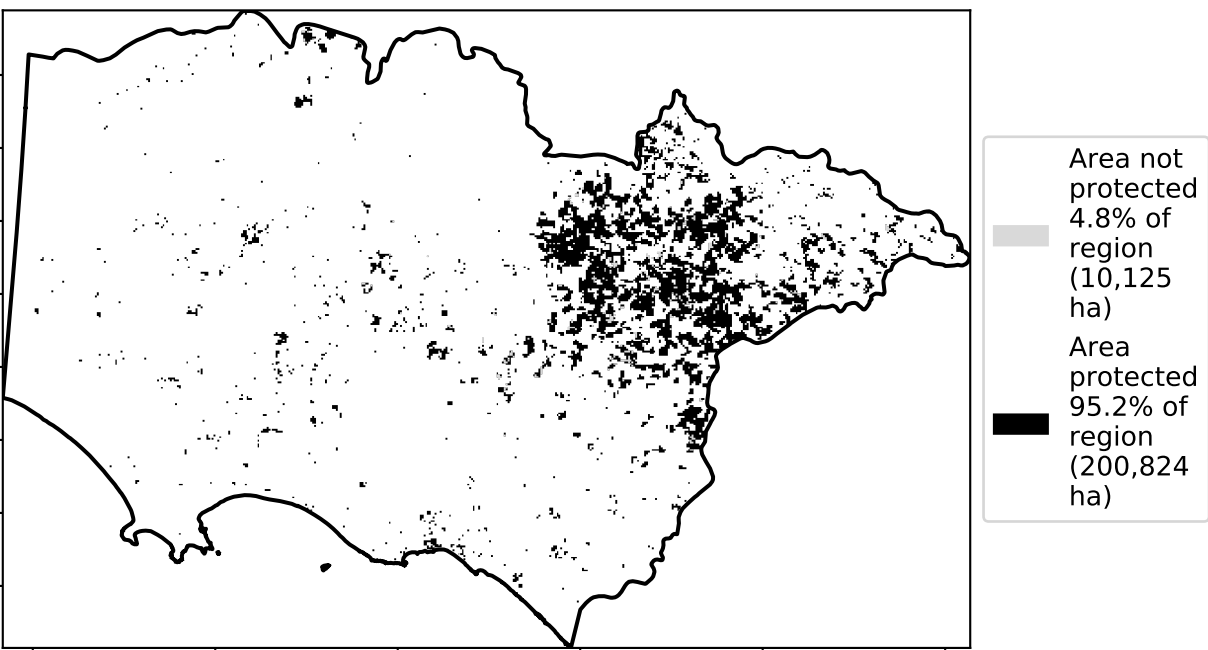 Area not
protected
4.8% of
region
(10,125
ha)
Area
protected
95.2% of
region
(200,824
ha)